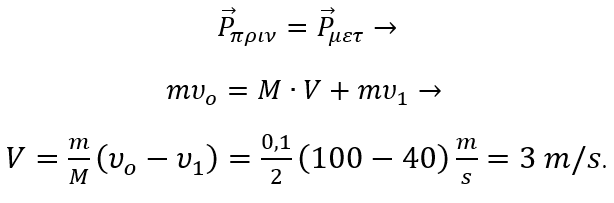 P⃗πριν = P⃗μετ →
mυₒ = M · V + mυ₁ →
V = m/M (υₒ − υ₁) = 0,1/2 (100 − 40) m/s = 3 m/s.